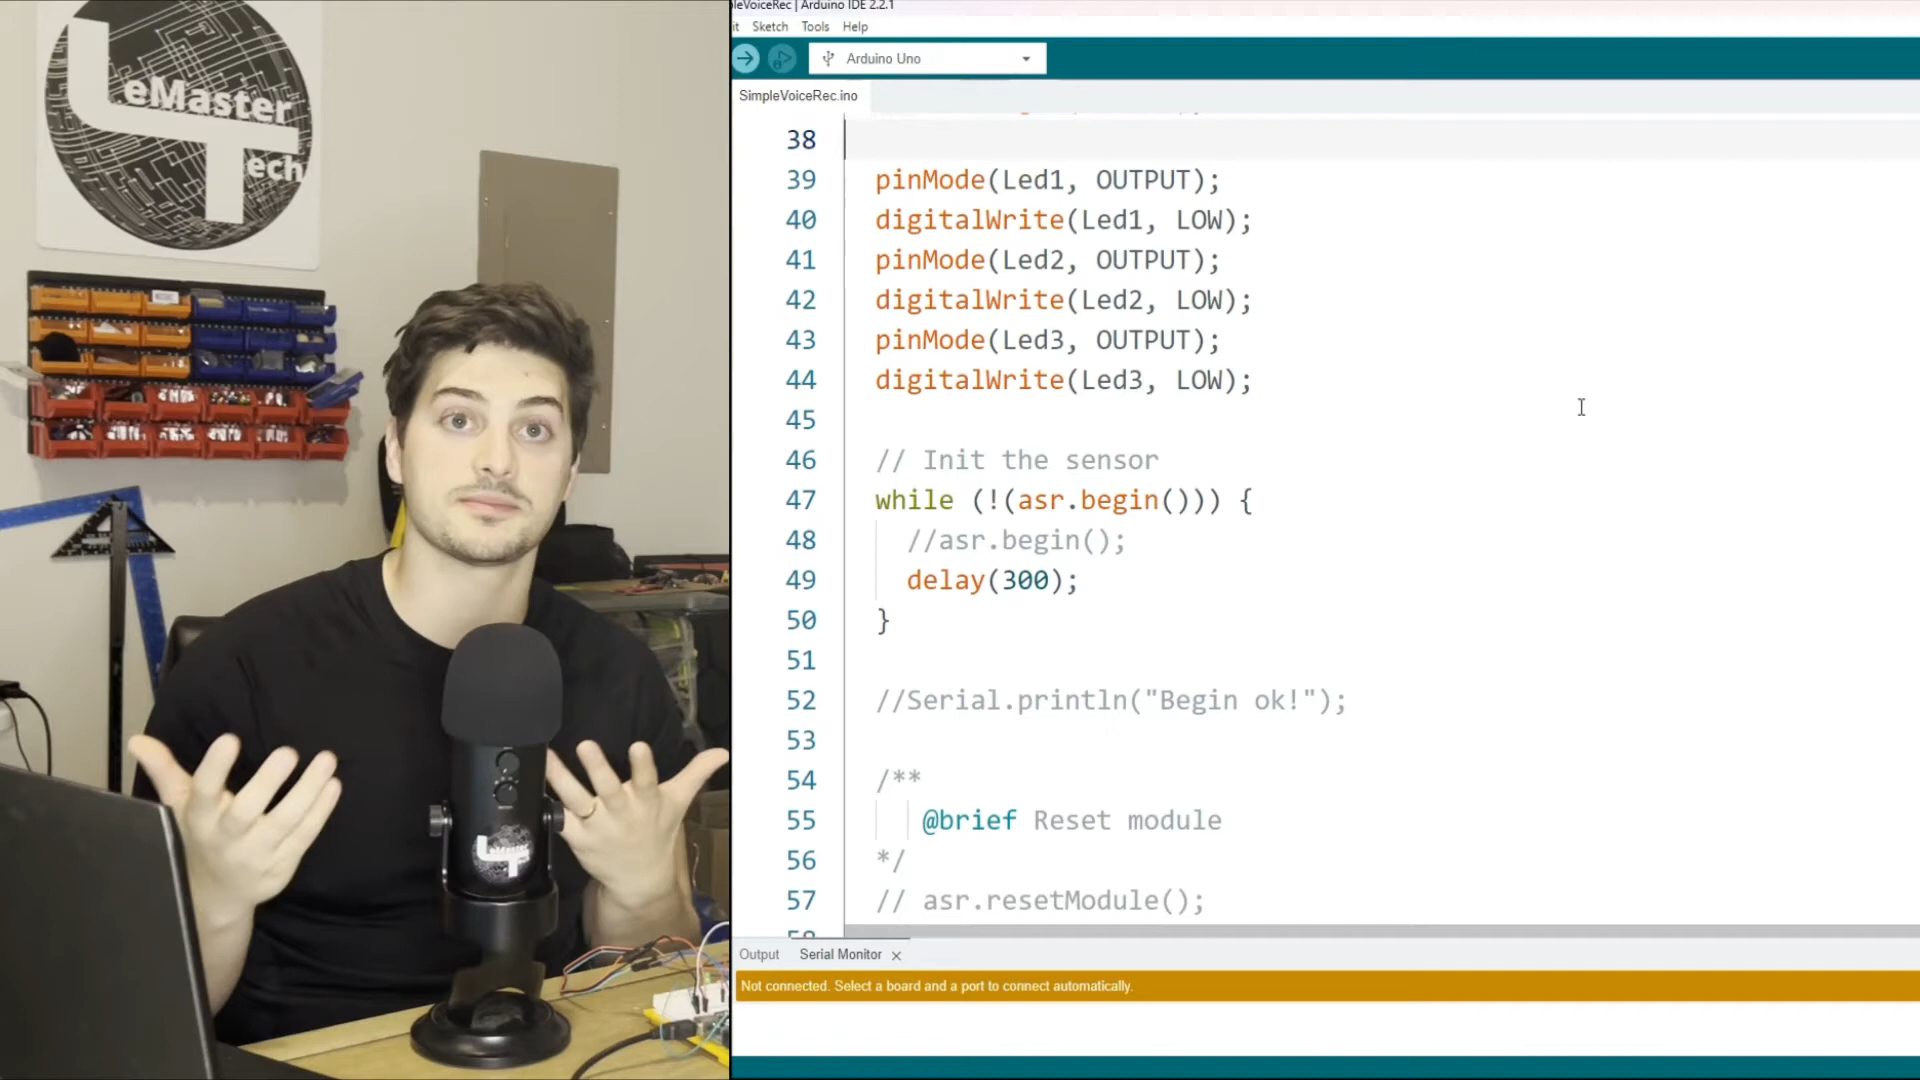 LeMaster
Tech
LT
pleVoiceRec | Arduino IDE 2.2.1
it Sketch Tools Help
Arduino Uno
SimpleVoiceRec.ino
38
39 pinMode(Led1, OUTPUT);
40 digitalWrite(Led1, LOW);
41 pinMode(Led2, OUTPUT);
42 digitalWrite(Led2, LOW);
43 pinMode(Led3, OUTPUT);
44 digitalWrite(Led3, LOW);
45
46 // Init the sensor
47 while (!(asr.begin())) {
48 //asr.begin();
49 delay(300);
50 }
51
52 //Serial.println("Begin ok!");
53
54 /**
55 @brief Reset module
56 */
57 // asr.resetModule();
Output Serial Monitor
Not connected. Select a board and a port to connect automatically.